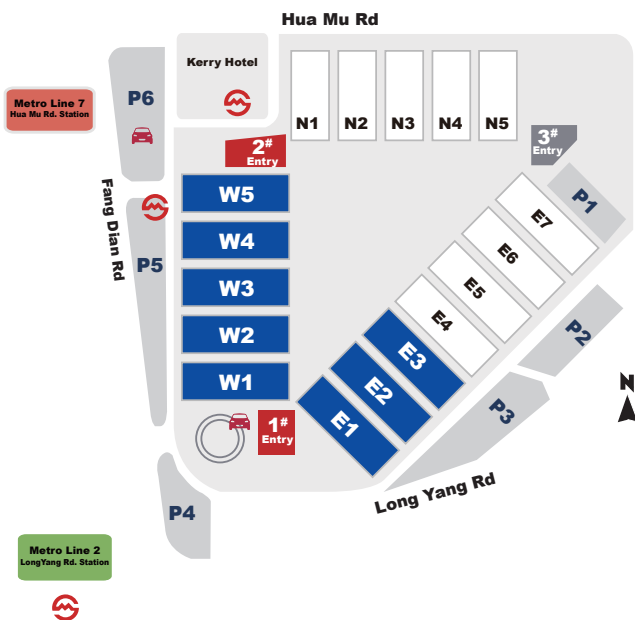 Hua Mu Rd
Kerry Hotel
Metro Line 7
Hua Mu Rd. Station
P6
N1
N2
N3
N4
N5
2#
Entry
3#
Entry
Fang Dian Rd
W5
P1
E7
P5
W4
E6
W3
E5
P2
W2
E4
E3
W1
E2
N
P3
E1
1#
Entry
Long Yang Rd
P4
Metro Line 2
LongYang Rd. Station